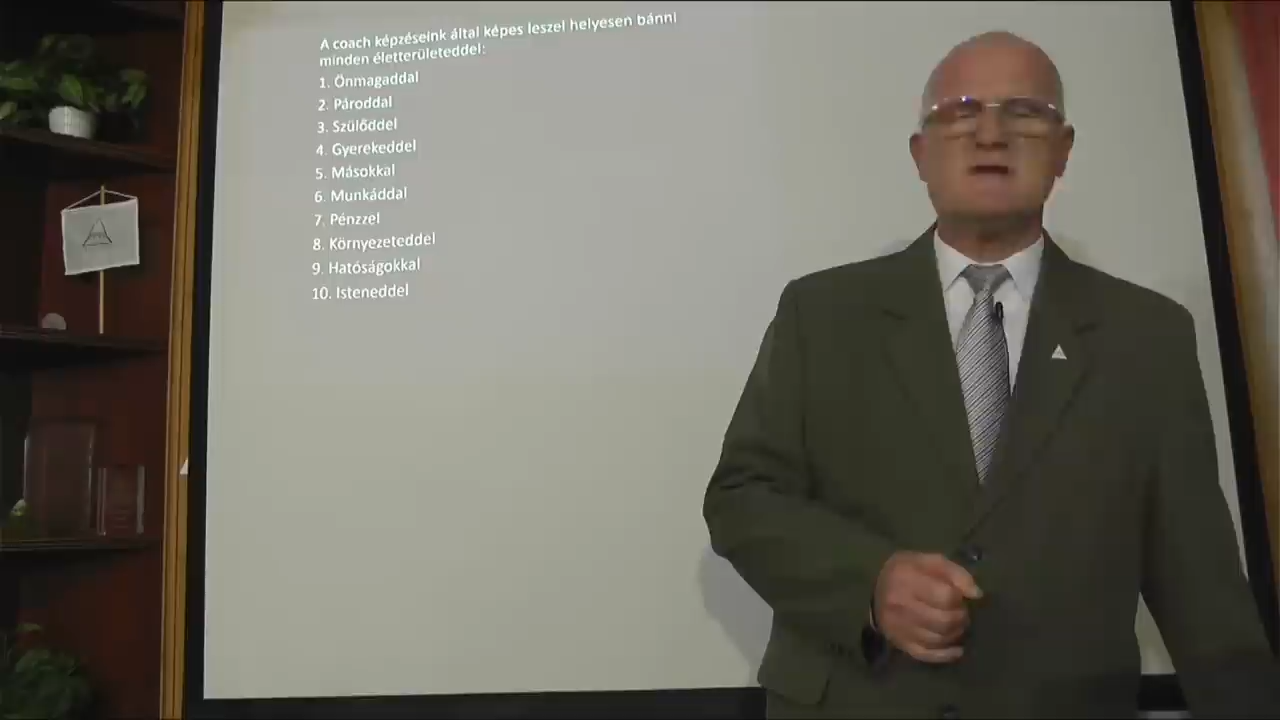 A coach képzéseink által képes leszel helyesen bánni
minden életterületeddel:
1. Önmagaddal
2. Pároddal
3. Szülőddel
4. Gyerekeddel
5. Másokkal
6. Munkáddal
7. Pénzzel
8. Környezeteddel
9. Hatóságokkal
10. Isteneddel